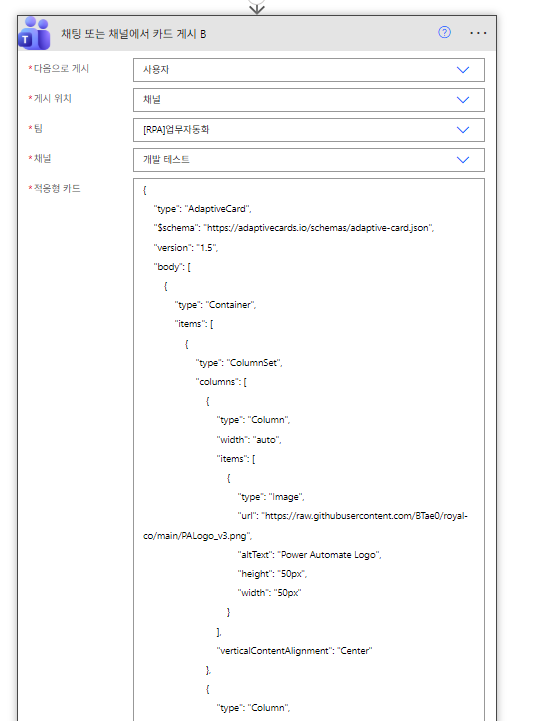 채팅 또는 채널에서 카드 게시 B
*다음으로 게시
사용자
*게시 위치
채널
*팀
[RPA]업무자동화
*채널
개발 테스트
*적응형 카드
{
"type": "AdaptiveCard",
"$schema": "https://adaptivecards.io/schemas/adaptive-card.json",
"version": "1.5",
"body": [
{
"type": "Container",
"items": [
{
"type": "ColumnSet",
"columns": [
{
"type": "Column",
"width": "auto",
"items": [
{
"type": "Image",
"url": "https://raw.githubusercontent.com/BTae0/royal-
co/main/PALogo_v3.png",
"altText": "Power Automate Logo",
"height": "50px",
"width": "50px"
}
],
"verticalContentAlignment": "Center"
},
{
"type": "Column",